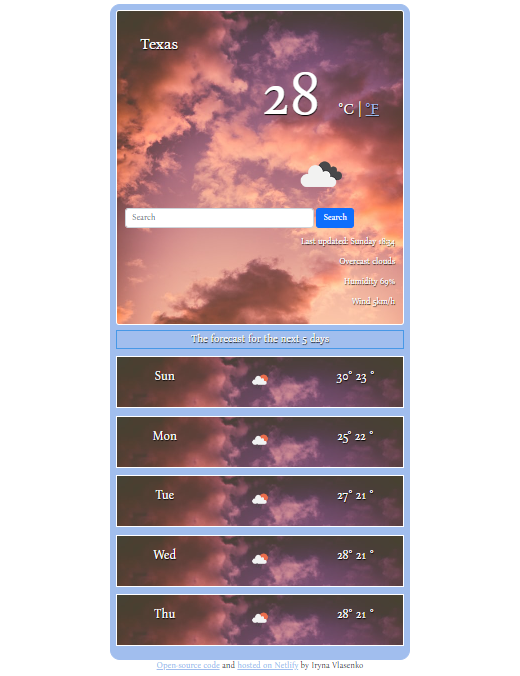 Texas
28 °C | °F
Search Search
Last updated: Sunday 18:34
Overcast clouds
Humidity 69%
Wind 5km/h
The forecast for the next 5 days
Sun 30° 23 °
Mon 25° 22 °
Tue 27° 21 °
Wed 28° 21 °
Thu 28° 21 °
Open-source code and hosted on Netlify by Iryna Vlasenko